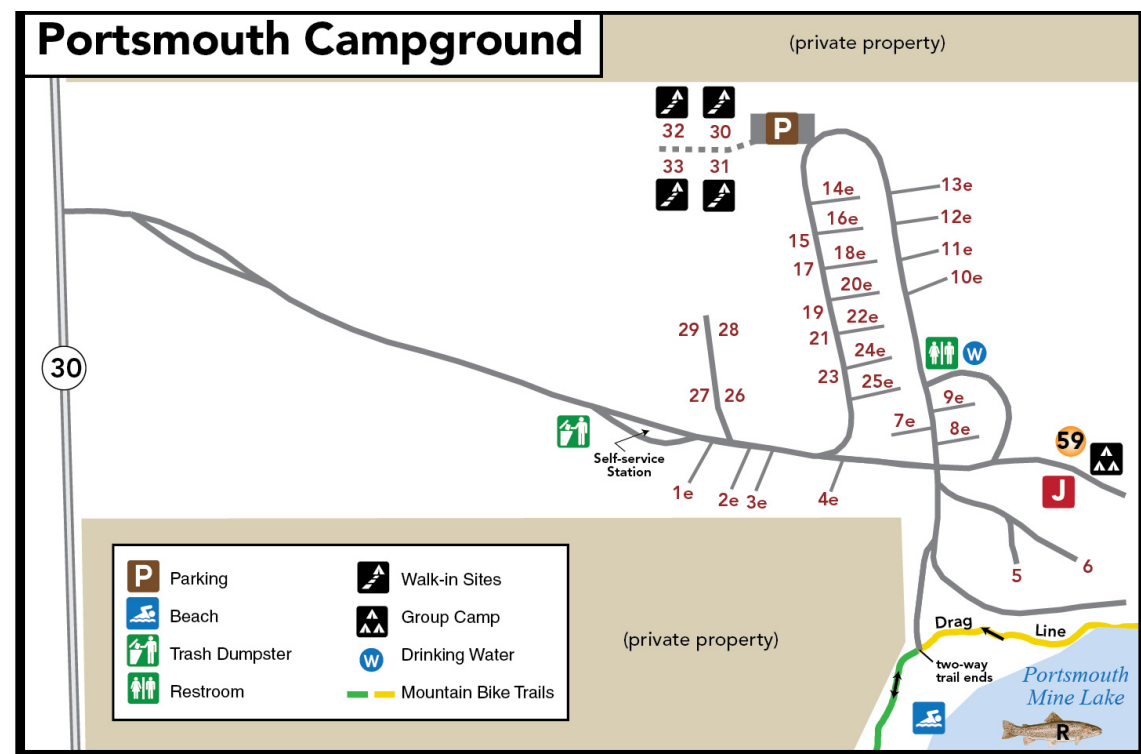 Portsmouth Campground
(private property)
32 30
P
33 31
14e
13e
16e
12e
15
18e
11e
17
20e
10e
19
22e
29 28
21
24e
W
30
23
25e
27 26
9e
7e
8e
59
Self-service
Station
J
1e
2e 3e
4e
5
6
P Parking
Walk-in Sites
Beach
Group Camp
Trash Dumpster
W Drinking Water
Restroom
Mountain Bike Trails
(private property)
Drag Line
two-way
trail ends
Portsmouth
Mine Lake
R